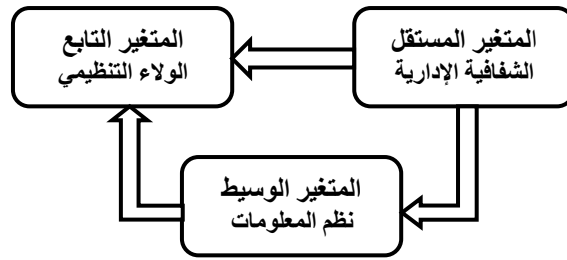 المتغير المستقل
الشفافية الإدارية
المتغير التابع
الولاء التنظيمي
المتغير الوسيط
نظم المعلومات